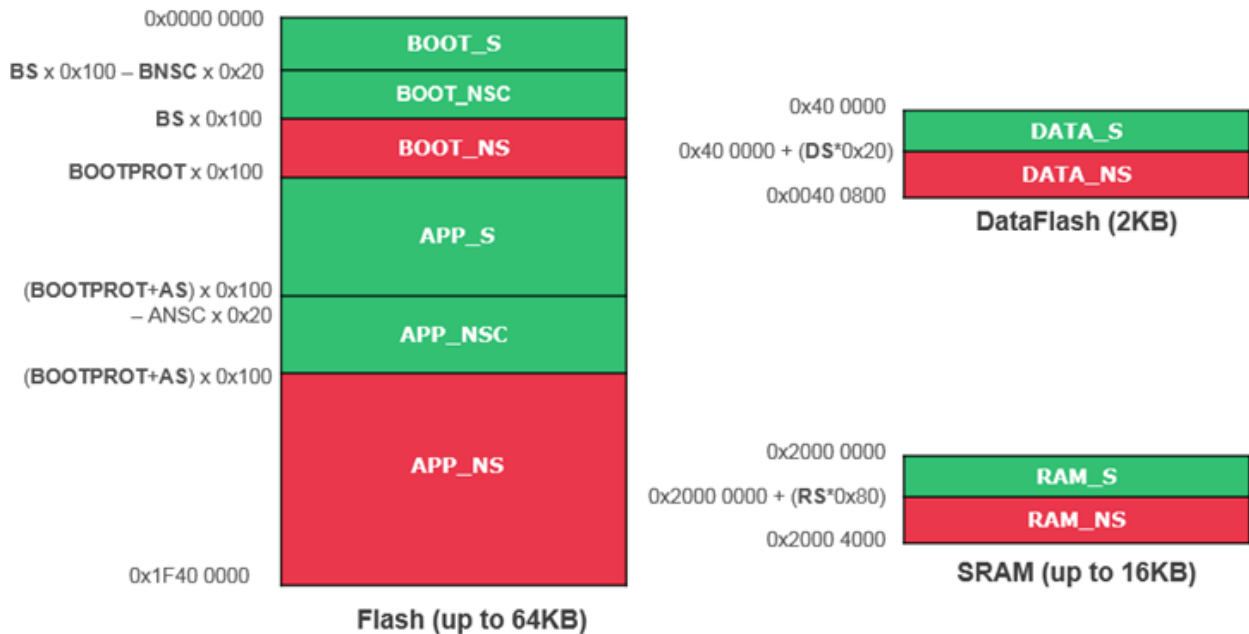 0x0000 0000
BOOT_S
BS x 0x100 – BNSC x 0x20
BOOT_NSC
BS x 0x100
BOOT_NS
BOOTPROT x 0x100
APP_S
(BOOTPROT+AS) x 0x100
– ANSC x 0x20
APP_NSC
(BOOTPROT+AS) x 0x100
APP_NS
0x1F40 0000
Flash (up to 64KB)
0x40 0000
DATA_S
0x40 0000 + (DS*0x20)
DATA_NS
0x0040 0800
DataFlash (2KB)
0x2000 0000
RAM_S
0x2000 0000 + (RS*0x80)
RAM_NS
0x2000 4000
SRAM (up to 16KB)